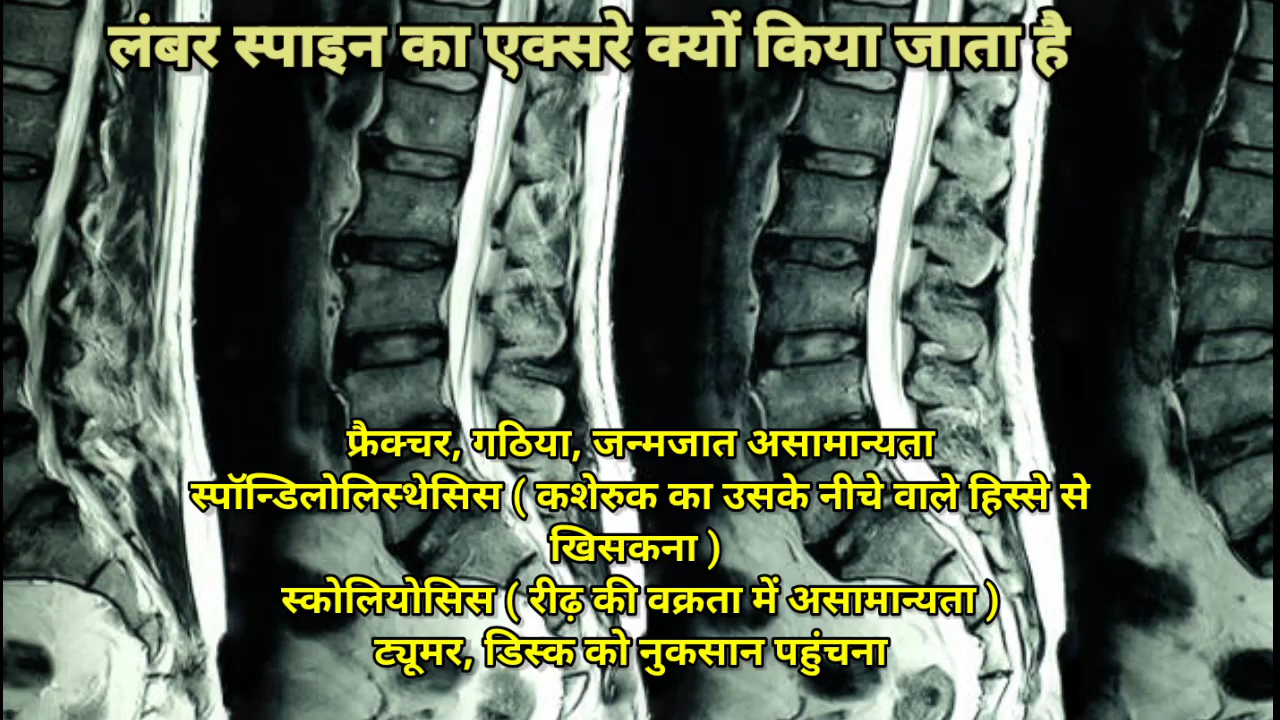 लंबर स्पाइन का एक्सरे क्यों किया जाता है
फ्रैक्चर, गठिया, जन्मजात असामान्यता
स्पॉन्डिलोलिस्थेसिस ( कशेरुक का उसके नीचे वाले हिस्से से
खिसकना )
स्कोलियोसिस ( रीढ़ की वक्रता में असामान्यता )
ट्यूमर, डिस्क को नुकसान पहुंचना